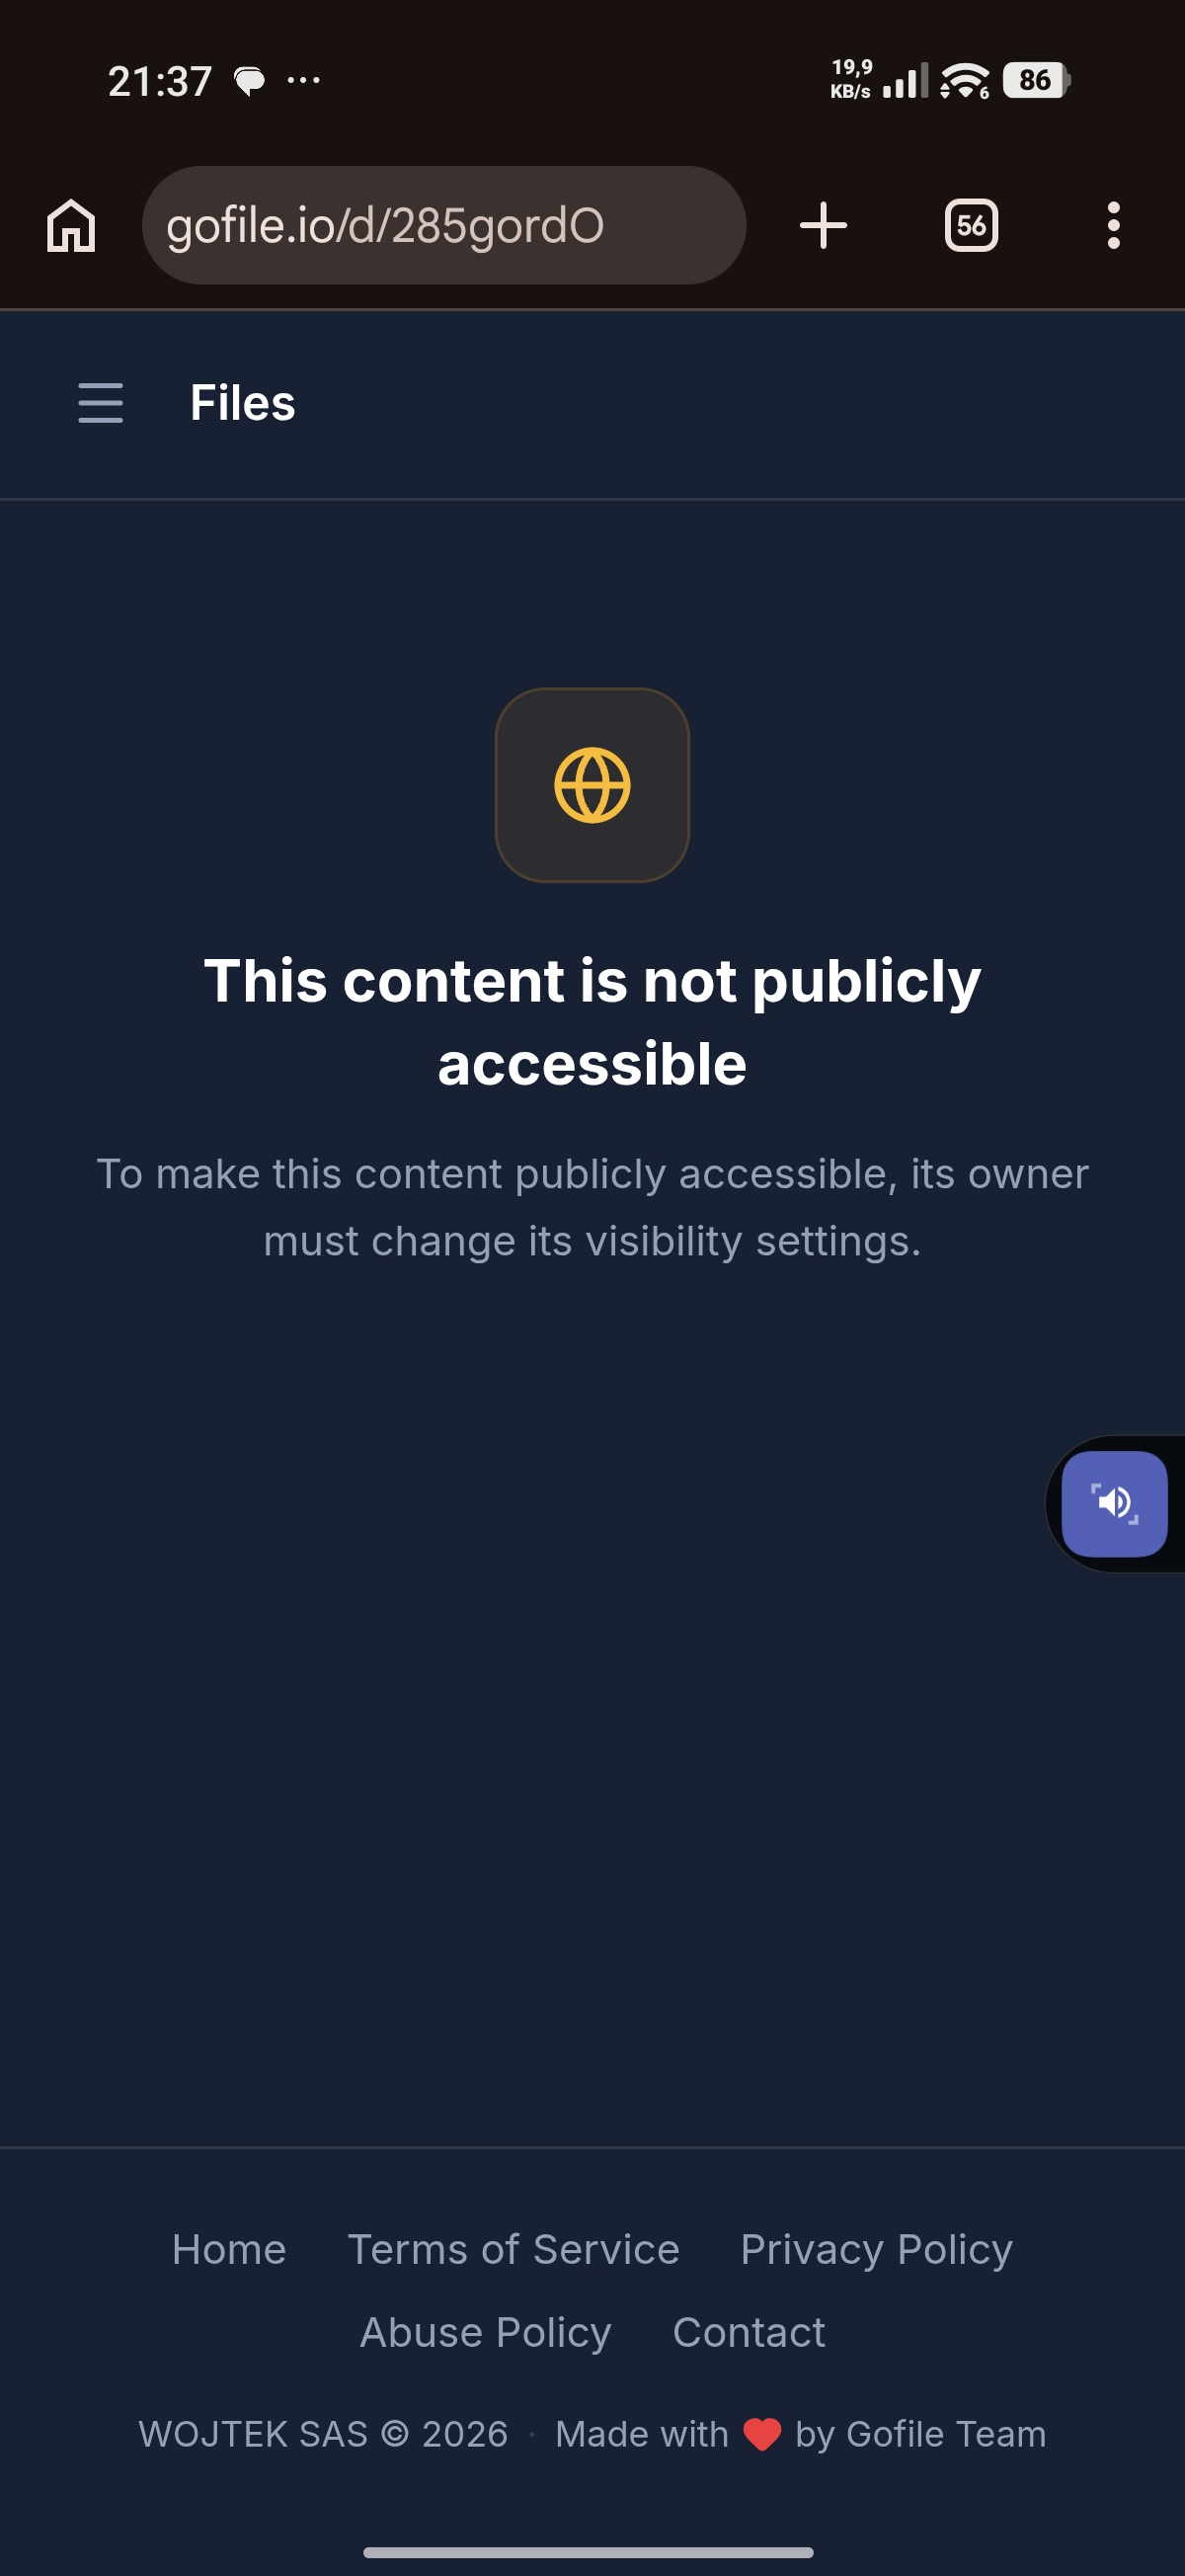 21:37
19,9
KB/s
6
86
gofile.io/d/285gordO
56
Files
This content is not publicly
accessible
To make this content publicly accessible, its owner
must change its visibility settings.
Home Terms of Service Privacy Policy
Abuse Policy Contact
WOJTEK SAS © 2026 · Made with ❤️ by Gofile Team